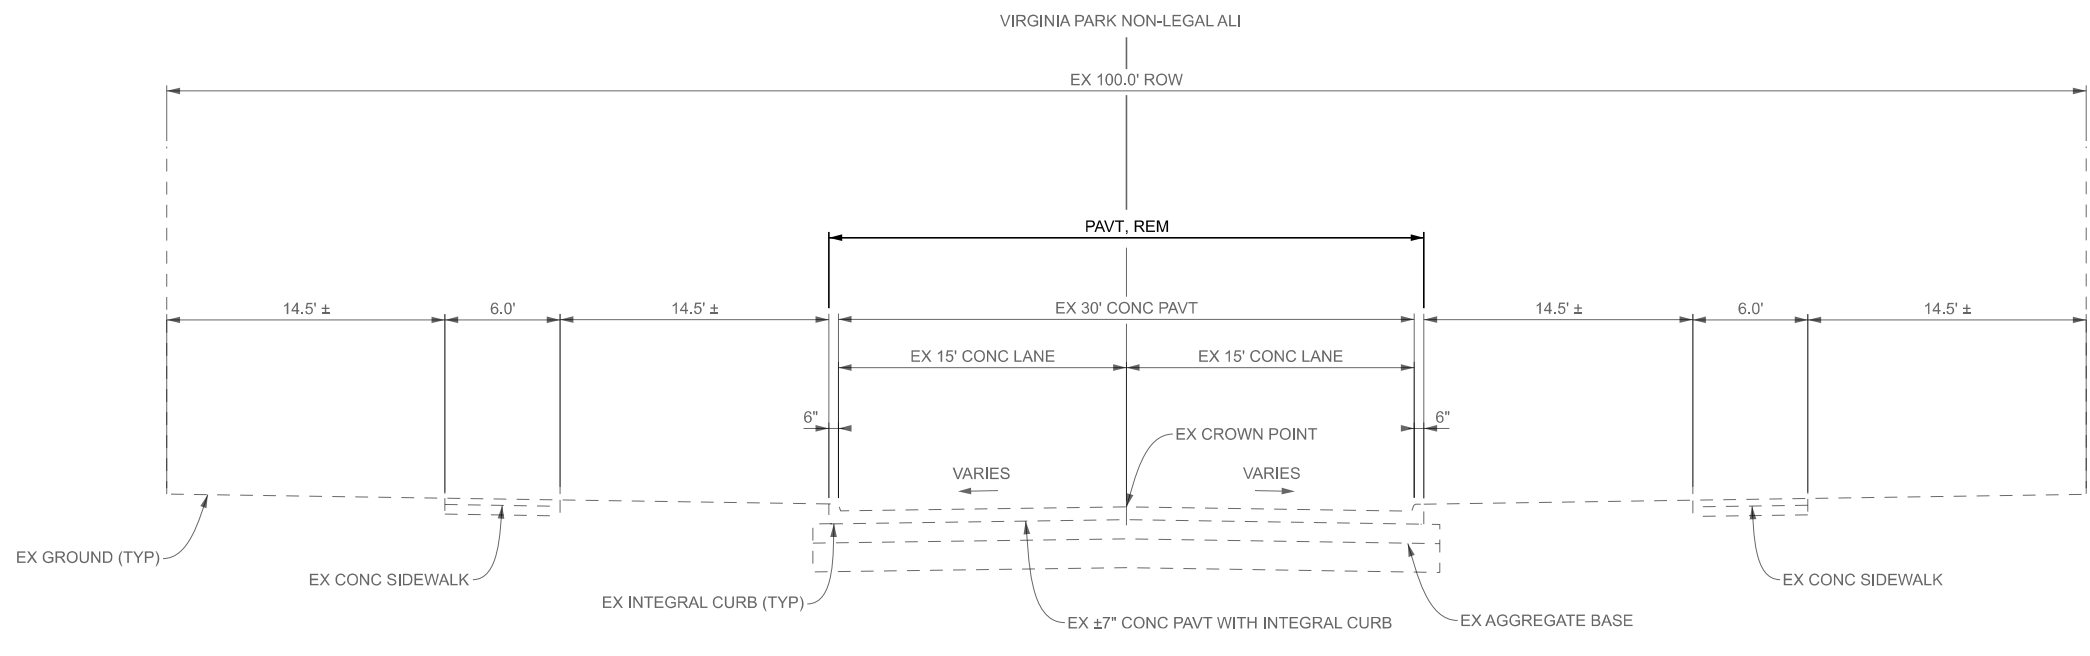 VIRGINIA PARK NON-LEGAL ALI
EX 100.0' ROW
PAVT, REM
14.5' ±
6.0'
14.5' ±
EX 30' CONC PAVT
14.5' ±
6.0'
14.5' ±
EX 15' CONC LANE
EX 15' CONC LANE
6"
6"
EX CROWN POINT
VARIES
VARIES
EX GROUND (TYP)
EX CONC SIDEWALK
EX CONC SIDEWALK
EX INTEGRAL CURB (TYP)
EX ±7" CONC PAVT WITH INTEGRAL CURB
EX AGGREGATE BASE